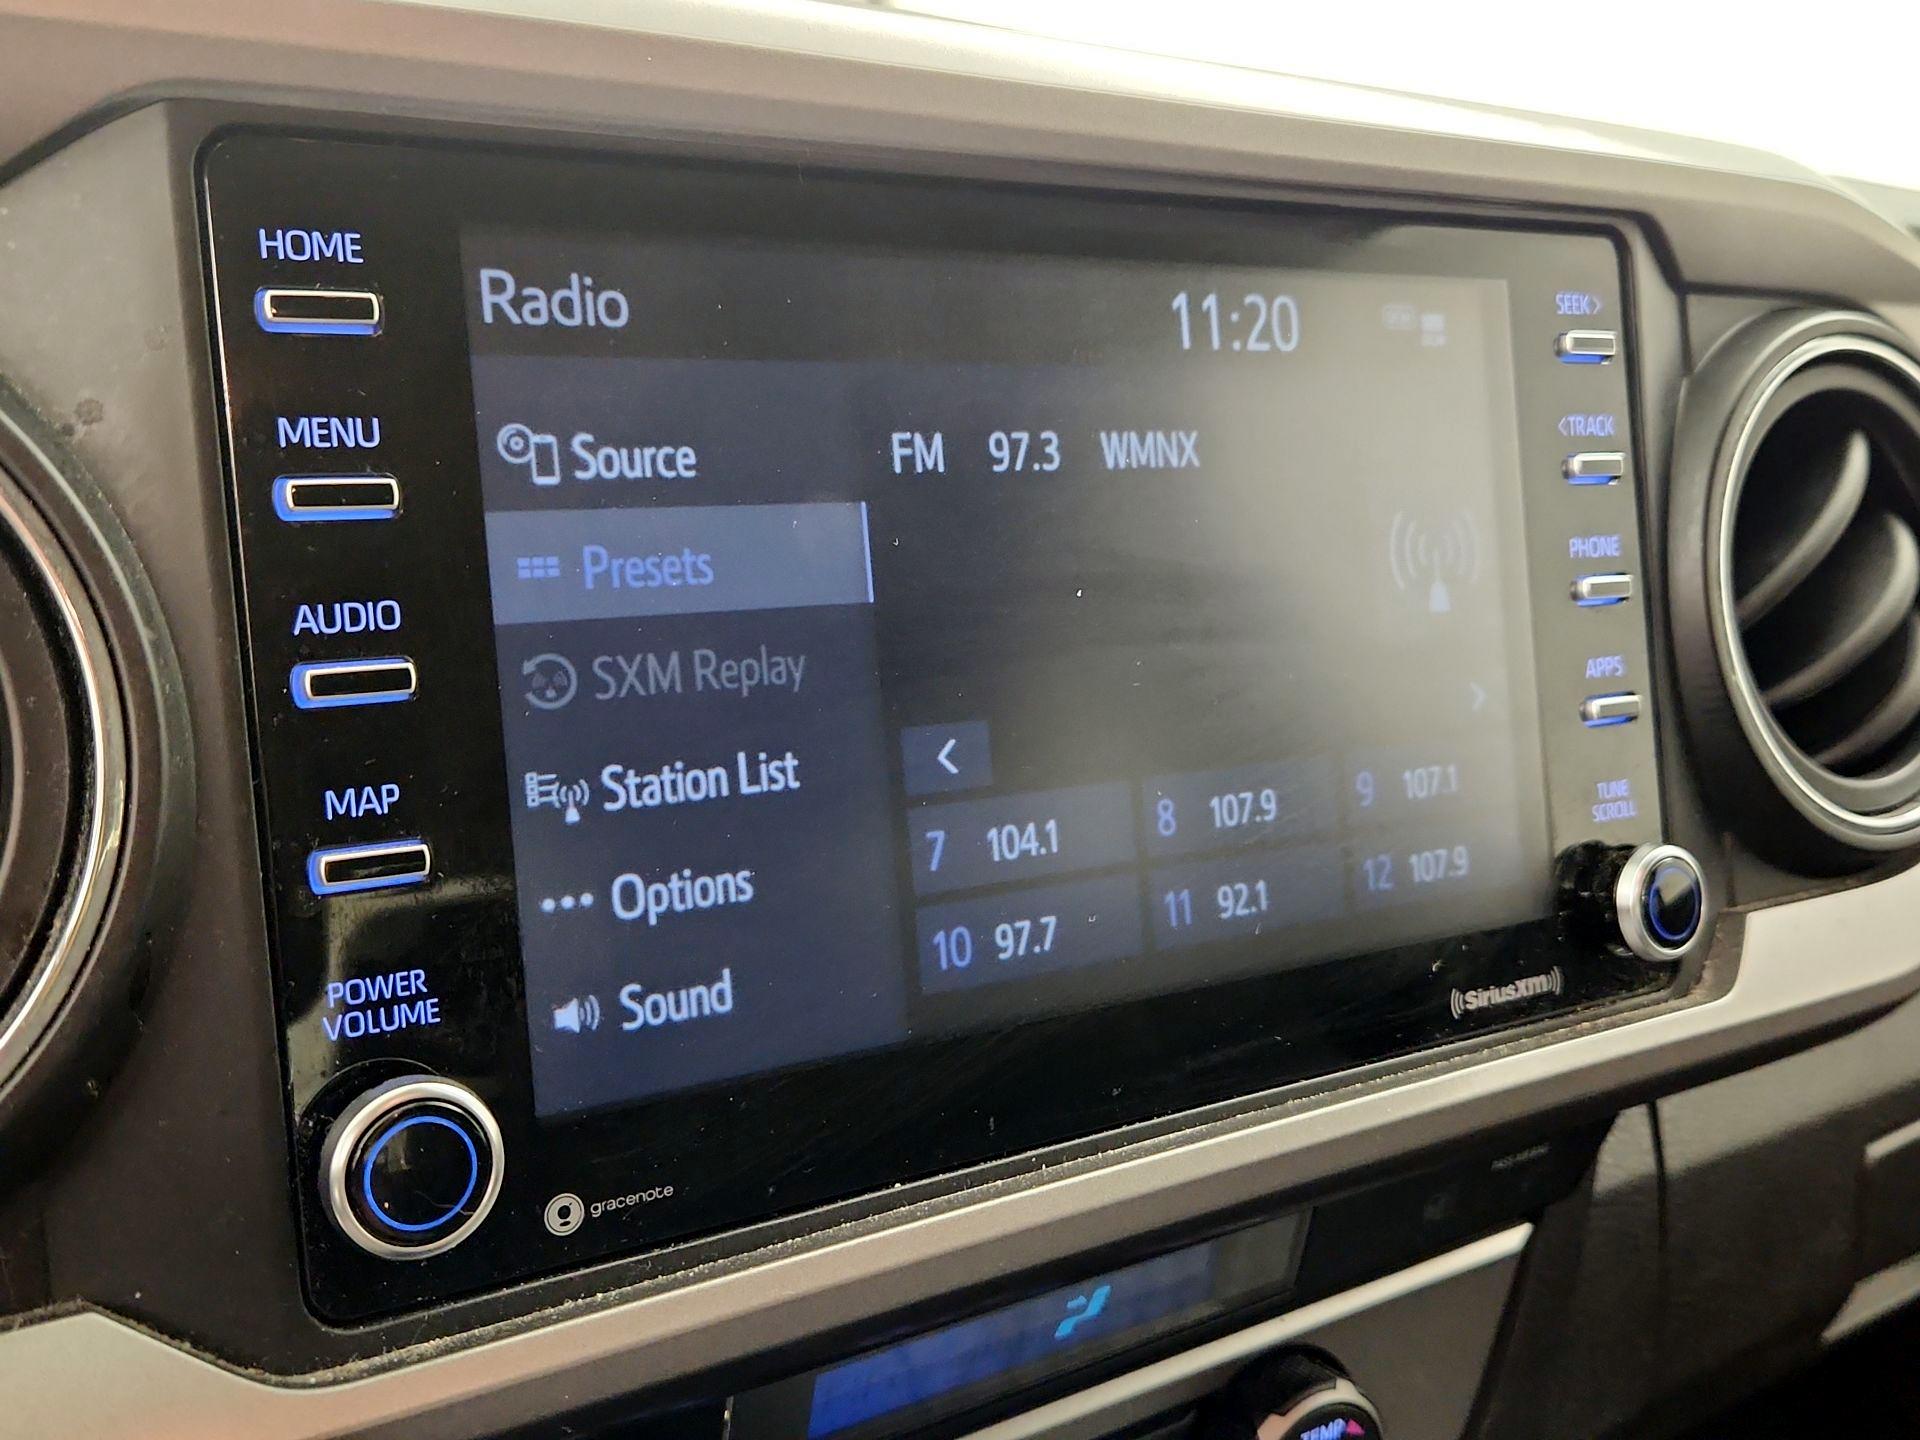 HOME
MENU
AUDIO
MAP
POWER
VOLUME
Radio
11:20
Source
Presets
SXM Replay
Station List
Options
Sound
FM 97.3 WMNX
<
>
7 104.1
8 107.9
9 107.1
10 97.7
11 92.1
12 107.9
SEEK>
<TRACK
PHONE
APPS
TUNE
SCROLL
gracenote
SiriusXM
TEMP